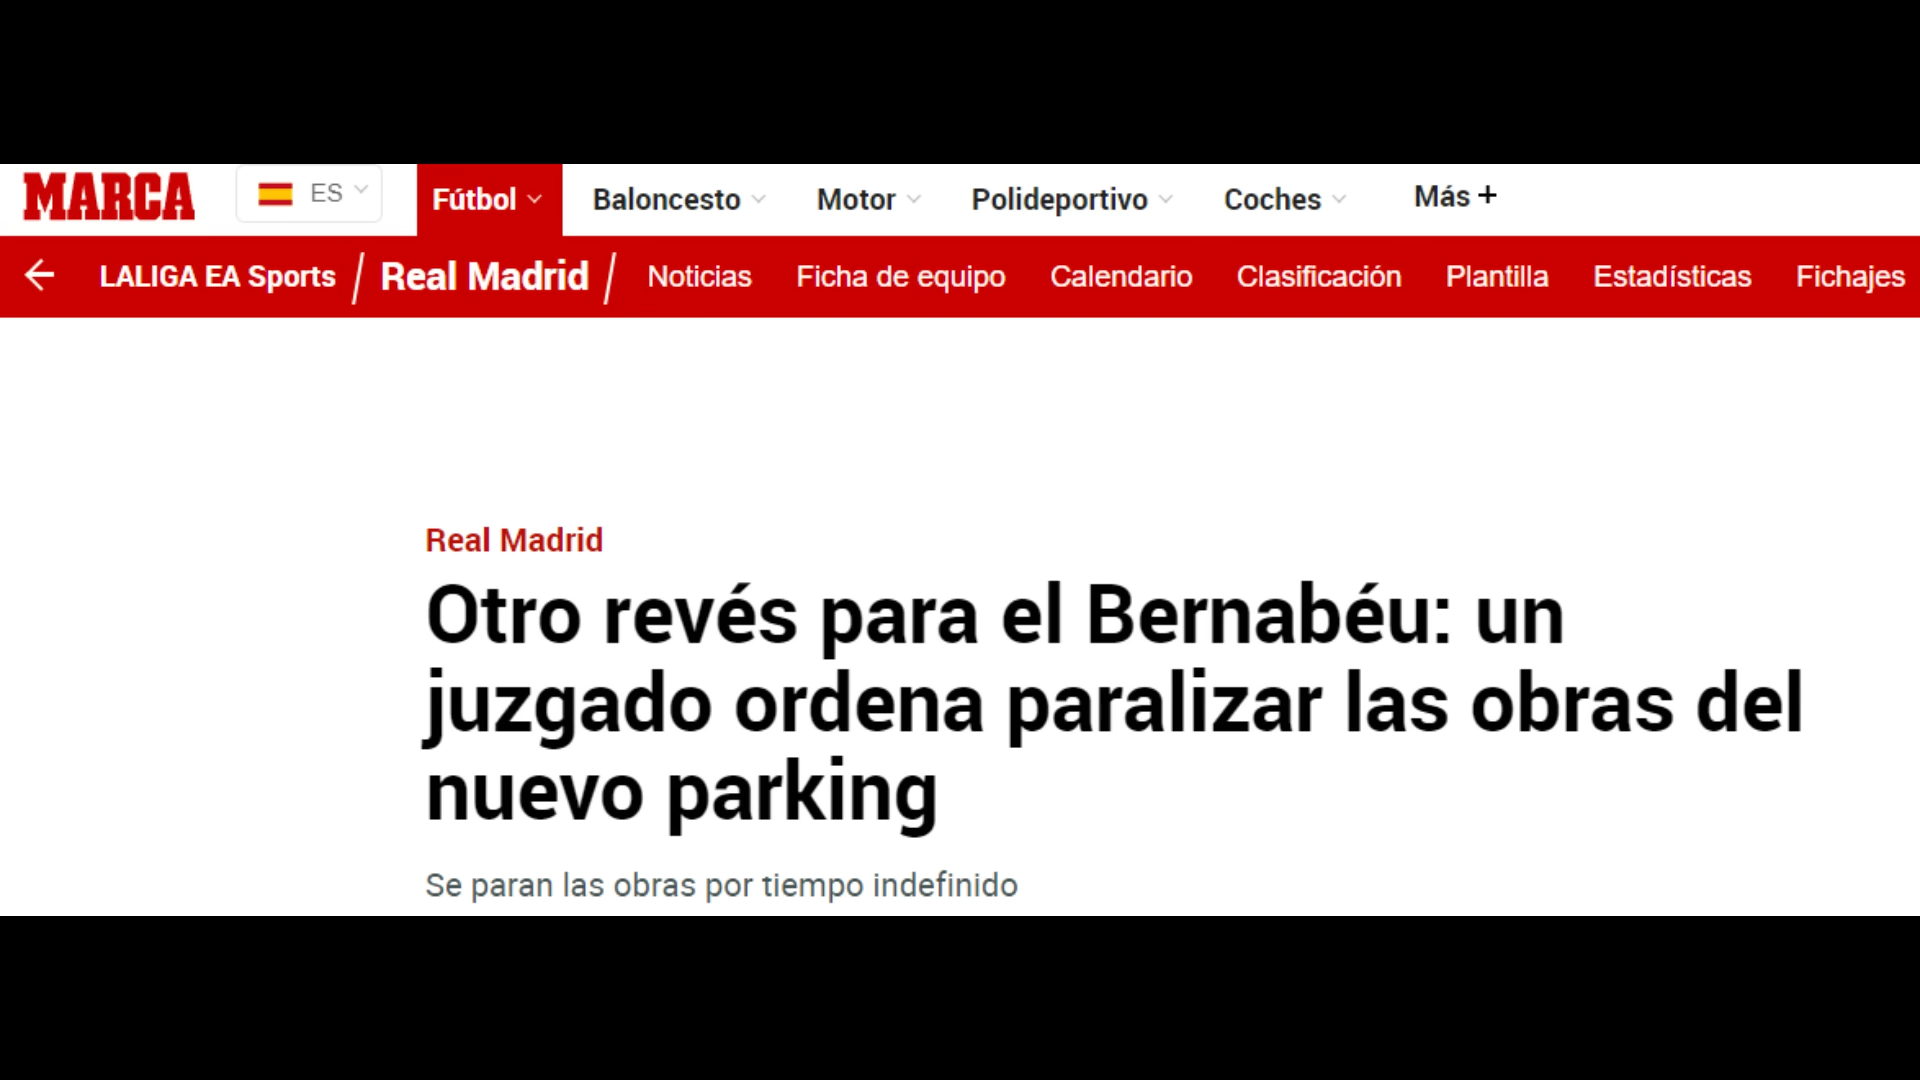 MARCA ES Fútbol Baloncesto Motor Polideportivo Coches Más +
LALIGA EA Sports / Real Madrid / Noticias Ficha de equipo Calendario Clasificación Plantilla Estadísticas Fichajes
Real Madrid
Otro revés para el Bernabéu: un
juzgado ordena paralizar las obras del
nuevo parking
Se paran las obras por tiempo indefinido